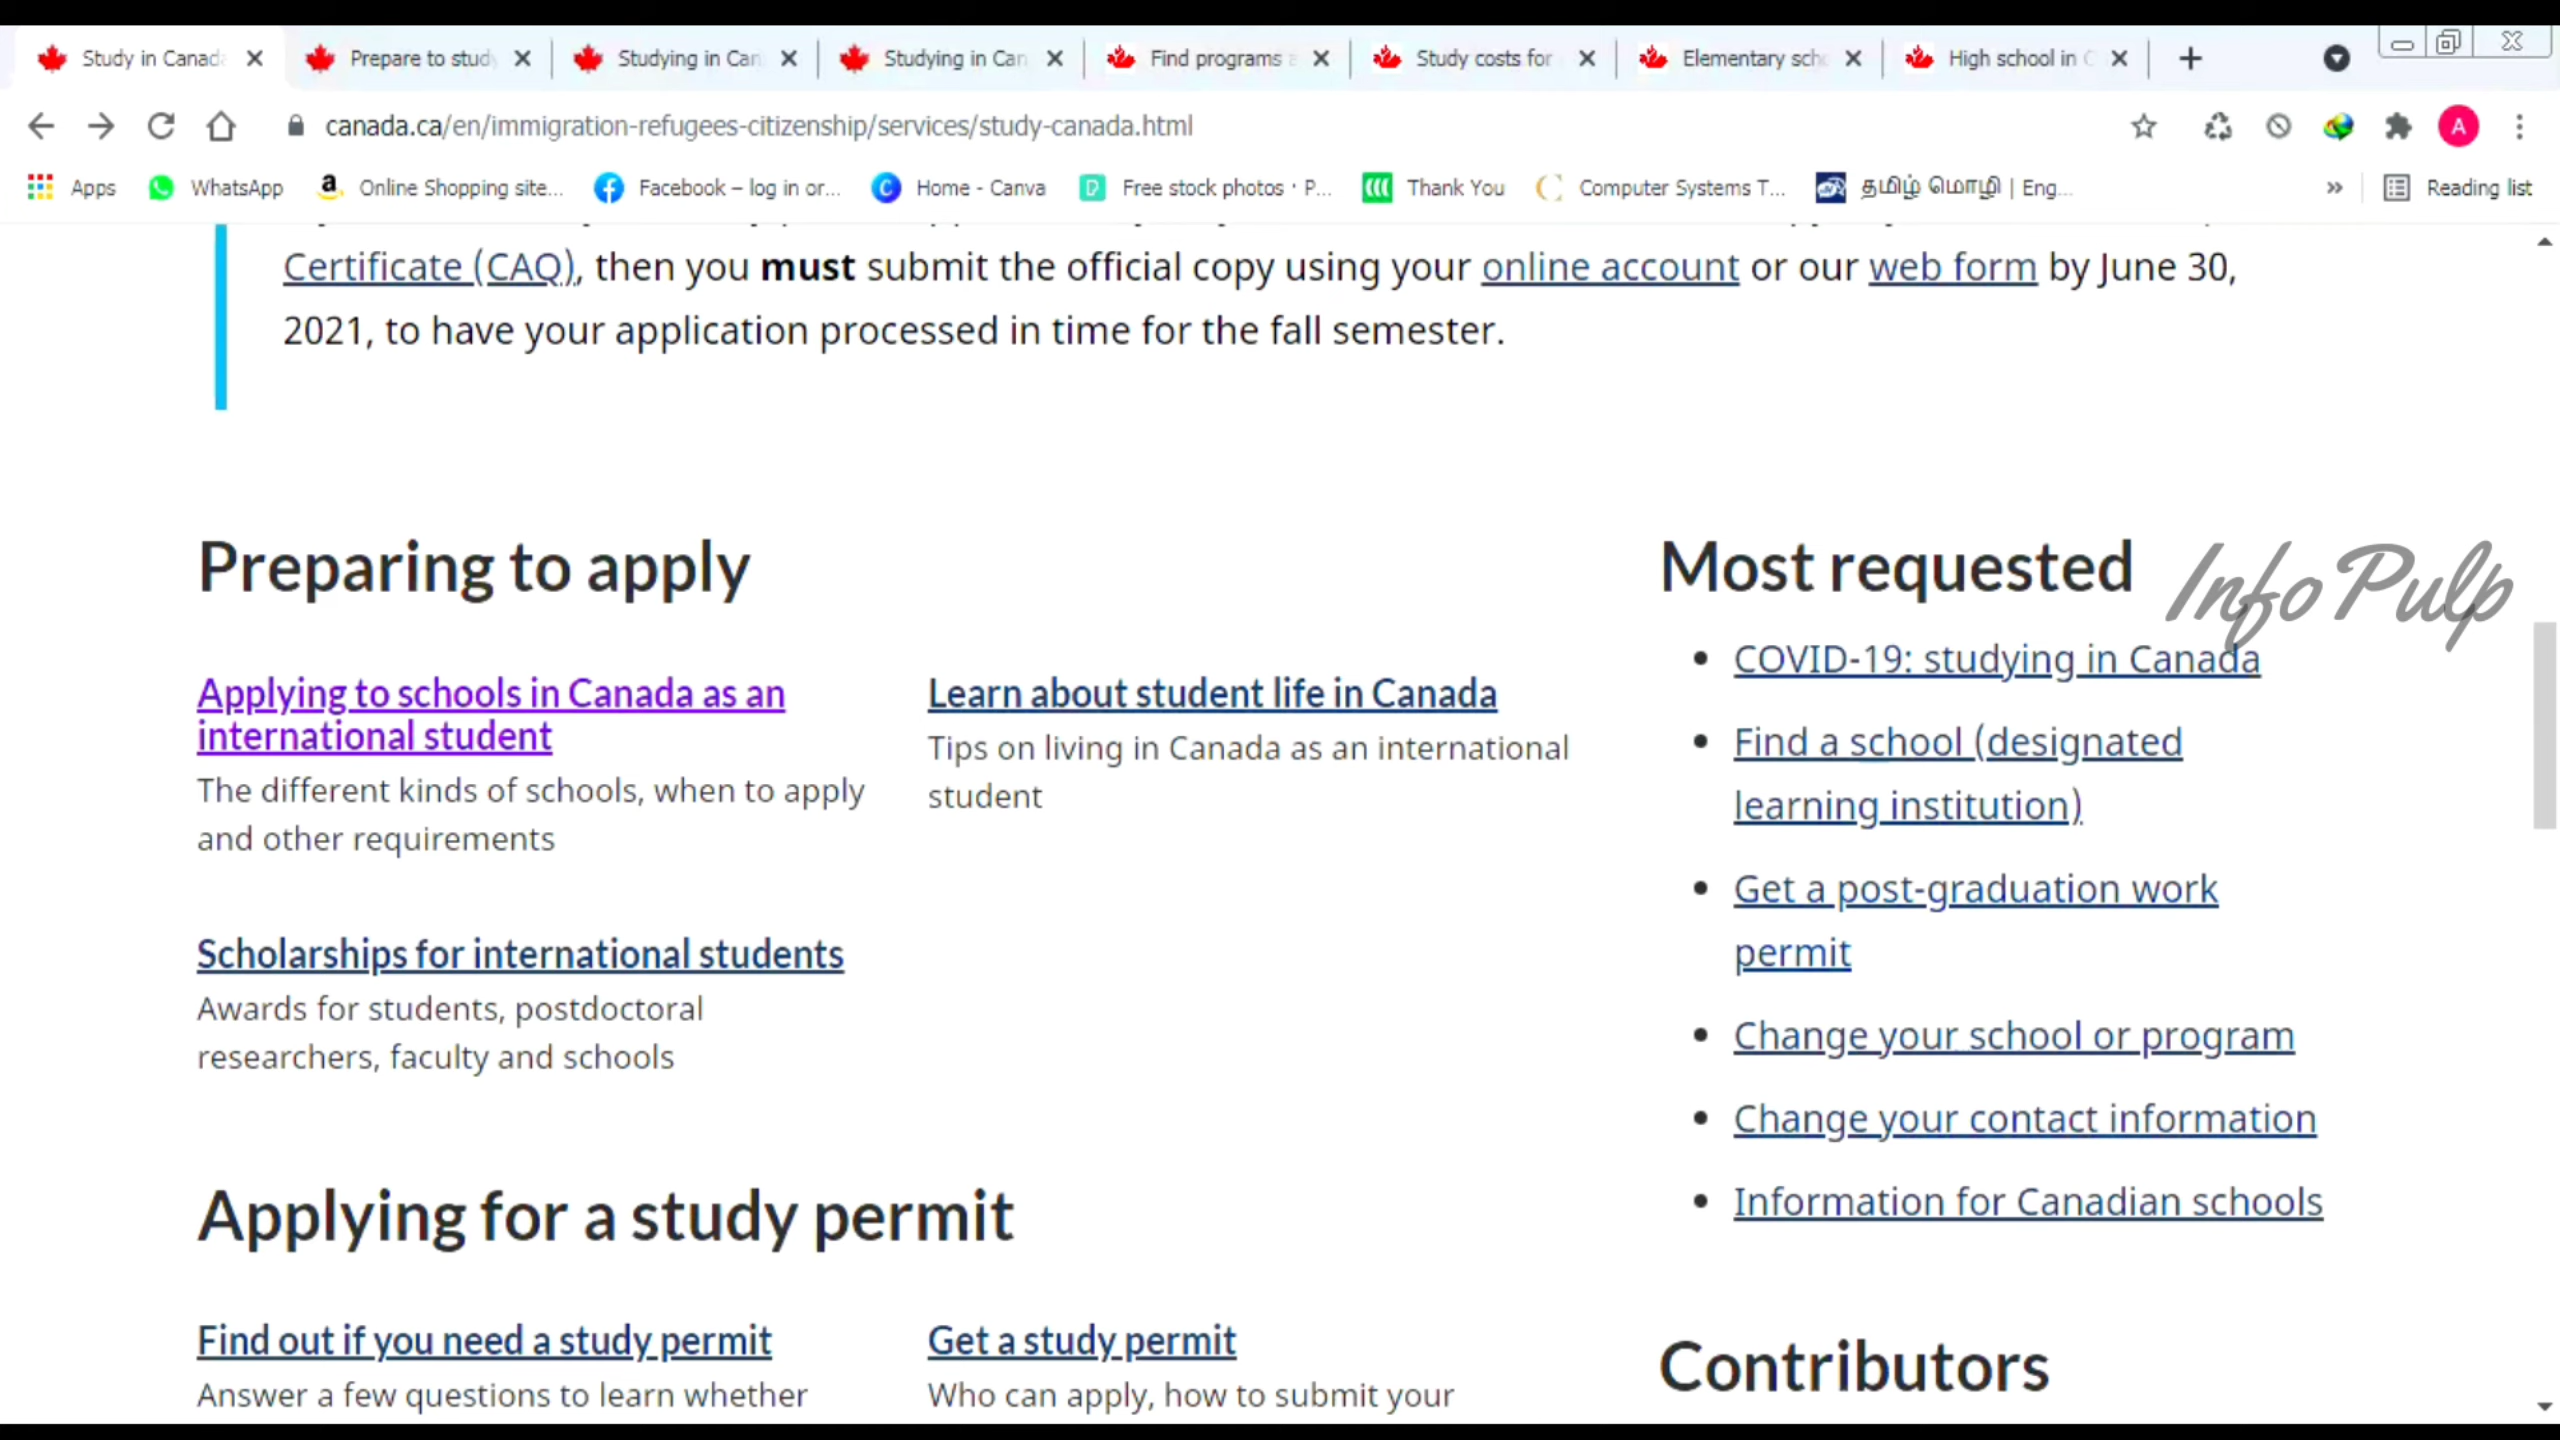 Study in Canad
Prepare to stud
Studying in Can
Studying in Can
Find programs
Study costs for
Elementary sch
High school in
canada.ca/en/immigration-refugees-citizenship/services/study-canada.html
A
Apps
WhatsApp
Online Shopping site...
Facebook – log in or...
Home - Canva
Free stock photos · P...
Thank You
Computer Systems T...
தமிழ் மொழி | Eng...
»
Reading list
Certificate (CAQ), then you must submit the official copy using your online account or our web form by June 30,
2021, to have your application processed in time for the fall semester.
Preparing to apply
Applying to schools in Canada as an
international student
The different kinds of schools, when to apply
and other requirements
Learn about student life in Canada
Tips on living in Canada as an international
student
Scholarships for international students
Awards for students, postdoctoral
researchers, faculty and schools
Applying for a study permit
Find out if you need a study permit
Answer a few questions to learn whether
Get a study permit
Who can apply, how to submit your
Most requested
Info Pulp
COVID-19: studying in Canada
Find a school (designated
learning institution)
Get a post-graduation work
permit
Change your school or program
Change your contact information
Information for Canadian schools
Contributors